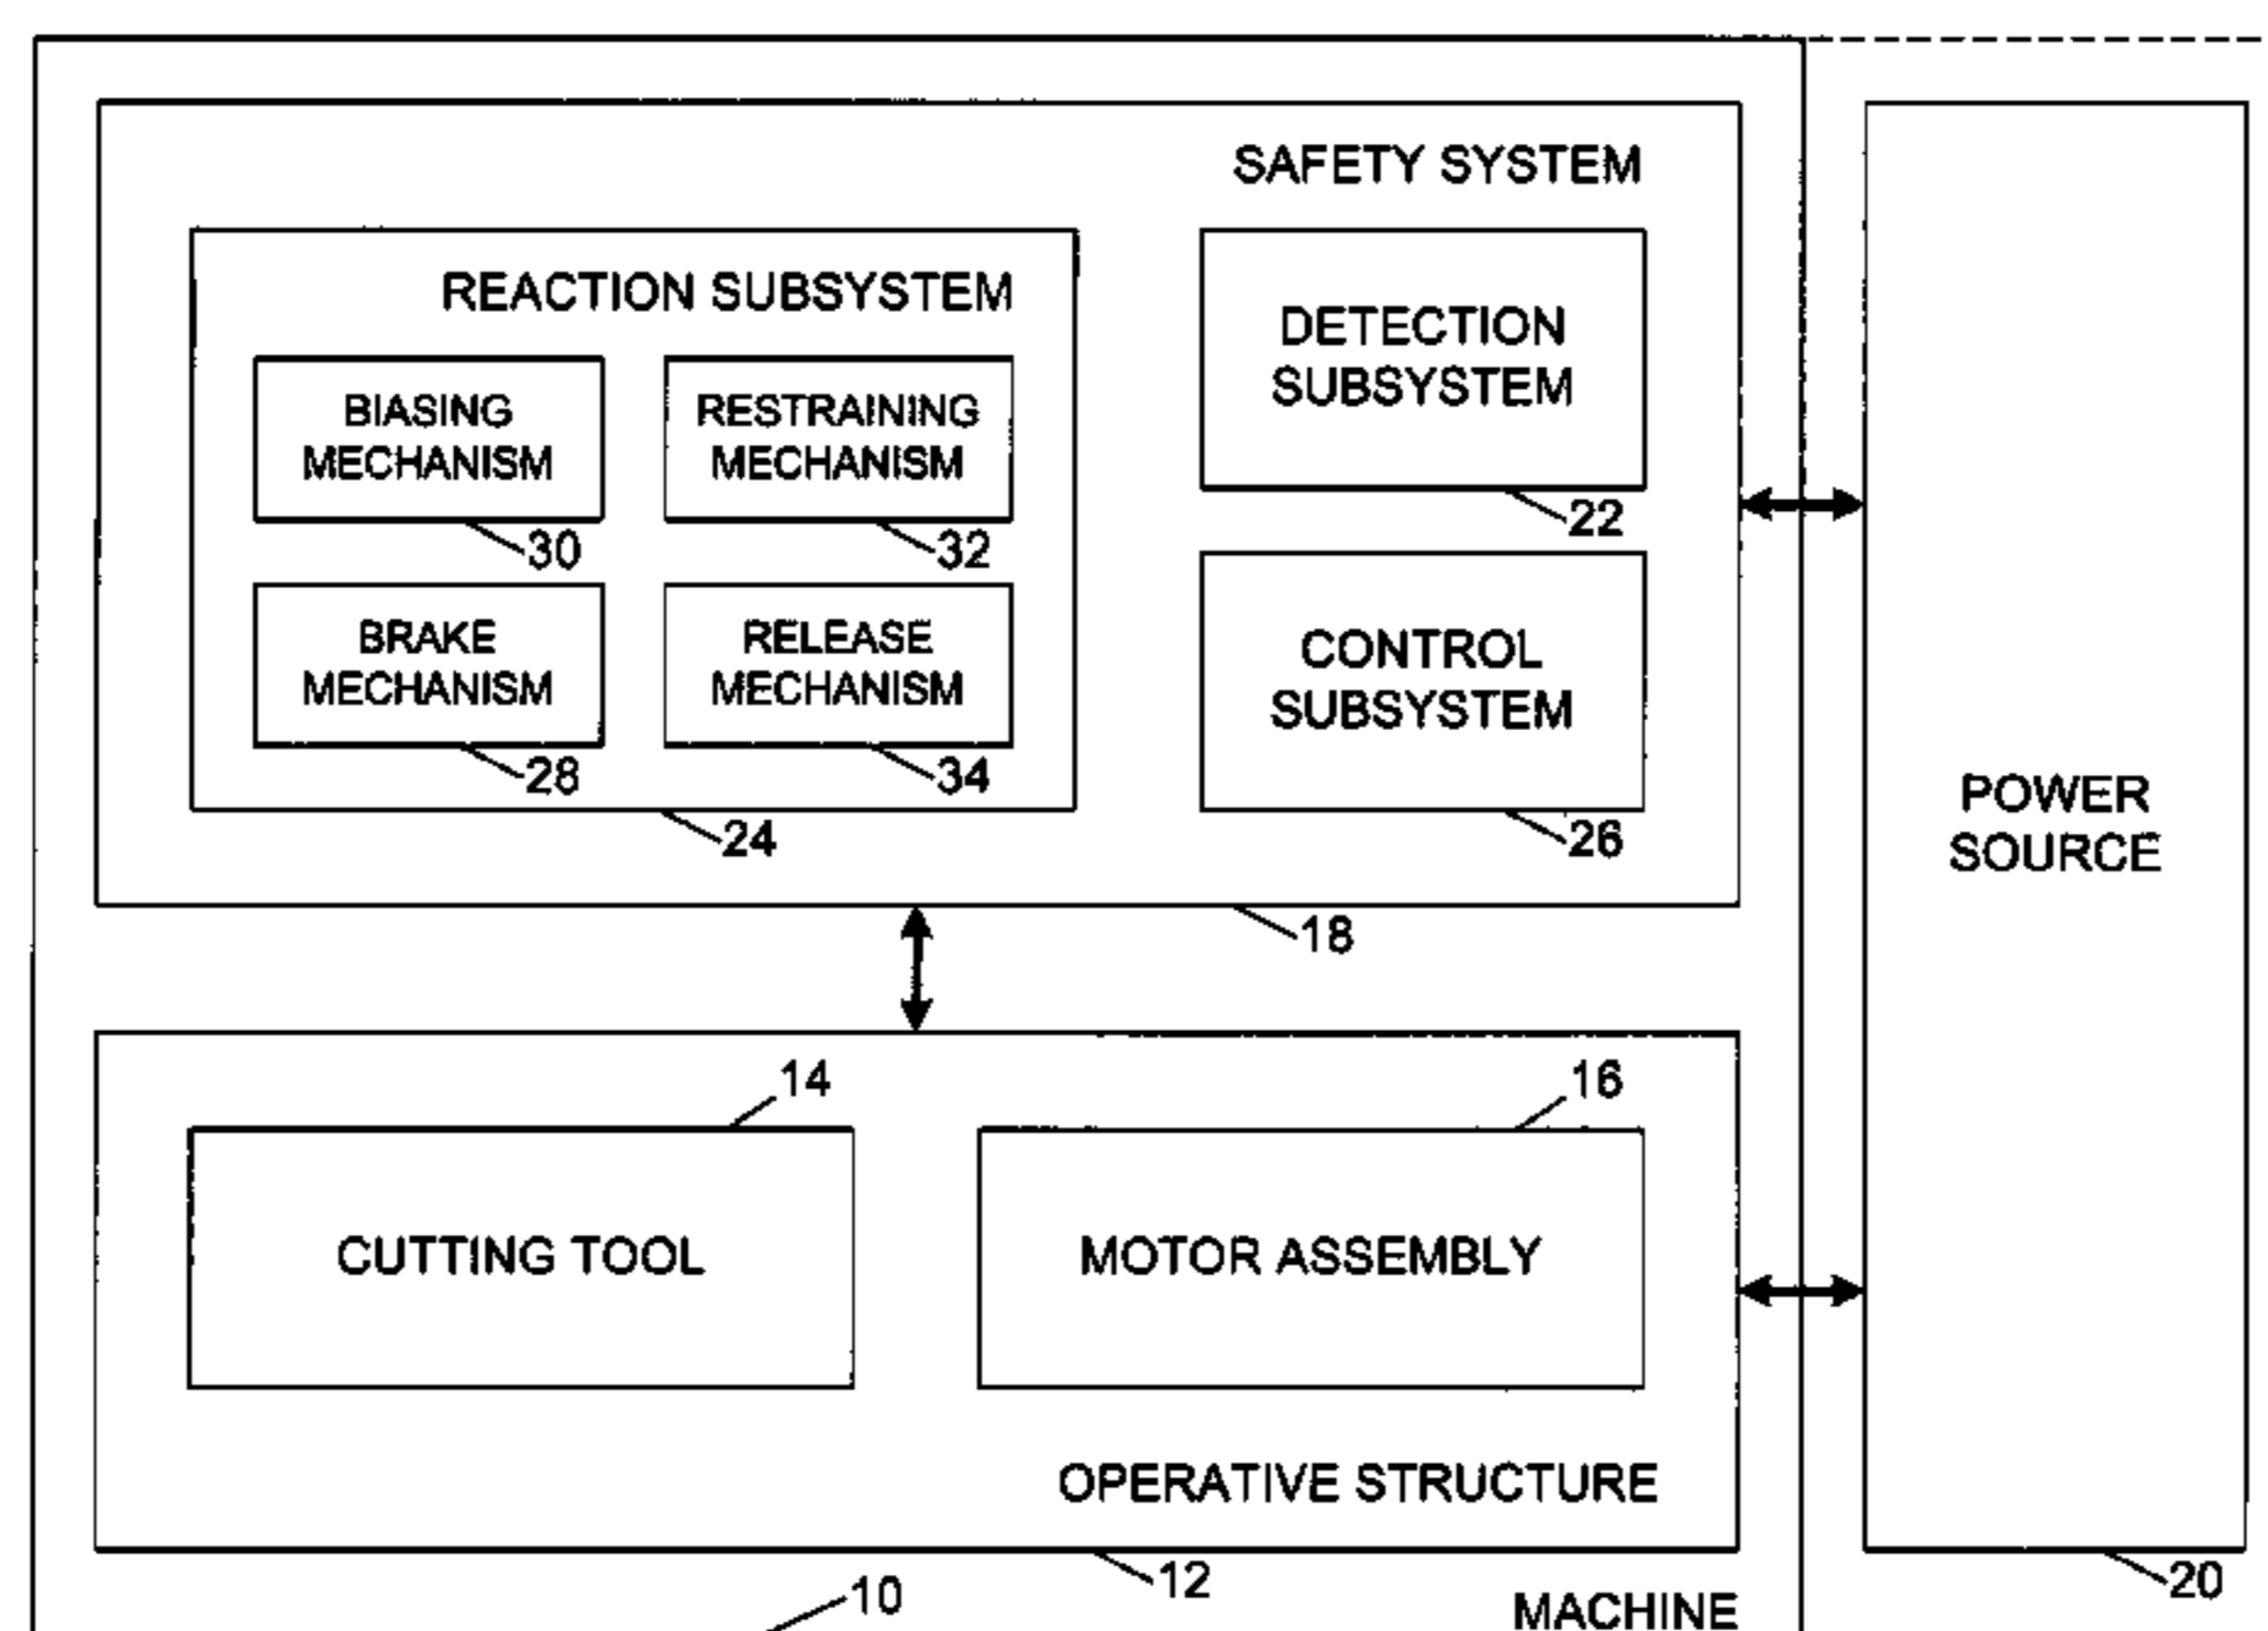 SAFETY SYSTEM
REACTION SUBSYSTEM
BIASING
MECHANISM
30
RESTRAINING
MECHANISM
32
BRAKE
MECHANISM
28
RELEASE
MECHANISM
34
24
DETECTION
SUBSYSTEM
22
CONTROL
SUBSYSTEM
26
18
POWER
SOURCE
20
14
CUTTING TOOL
16
MOTOR ASSEMBLY
OPERATIVE STRUCTURE
12
10
MACHINE